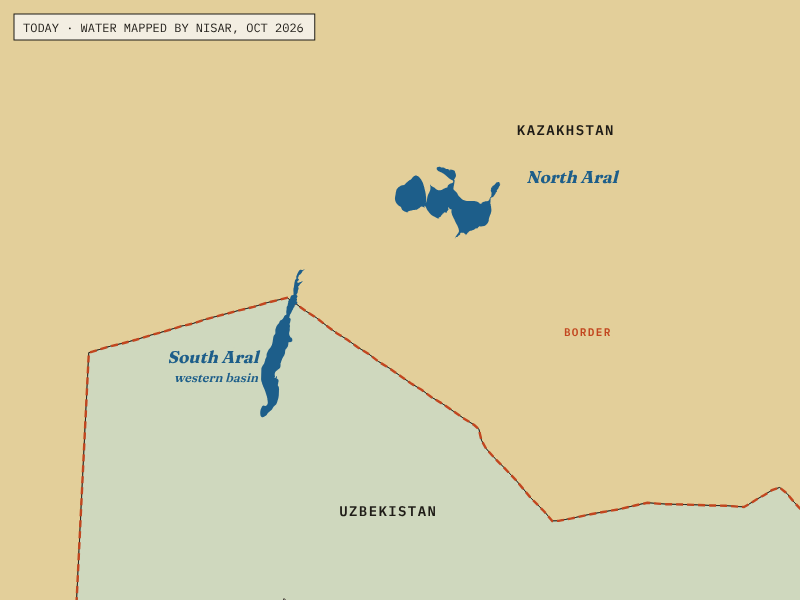 TODAY · WATER MAPPED BY NISAR, OCT 2026
KAZAKHSTAN
North Aral
BORDER
South Aral
western basin
UZBEKISTAN